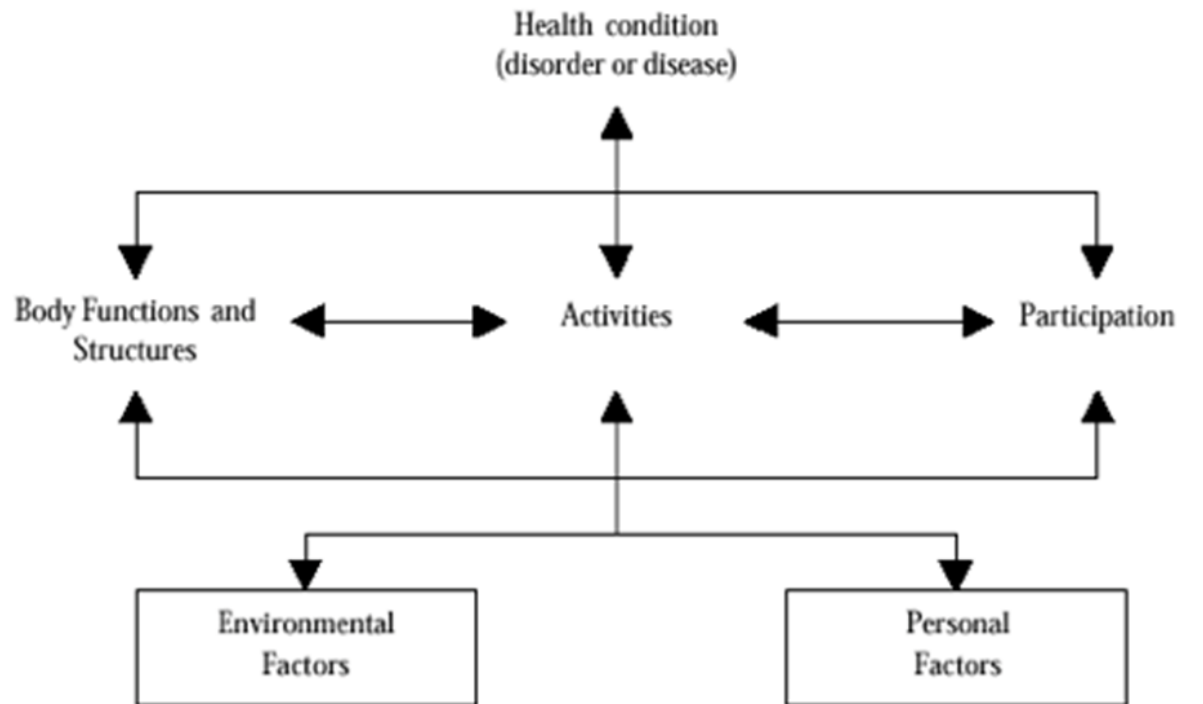 Health condition
(disorder or disease)
Body Functions and
Structures
Activities
Participation
Environmental
Factors
Personal
Factors